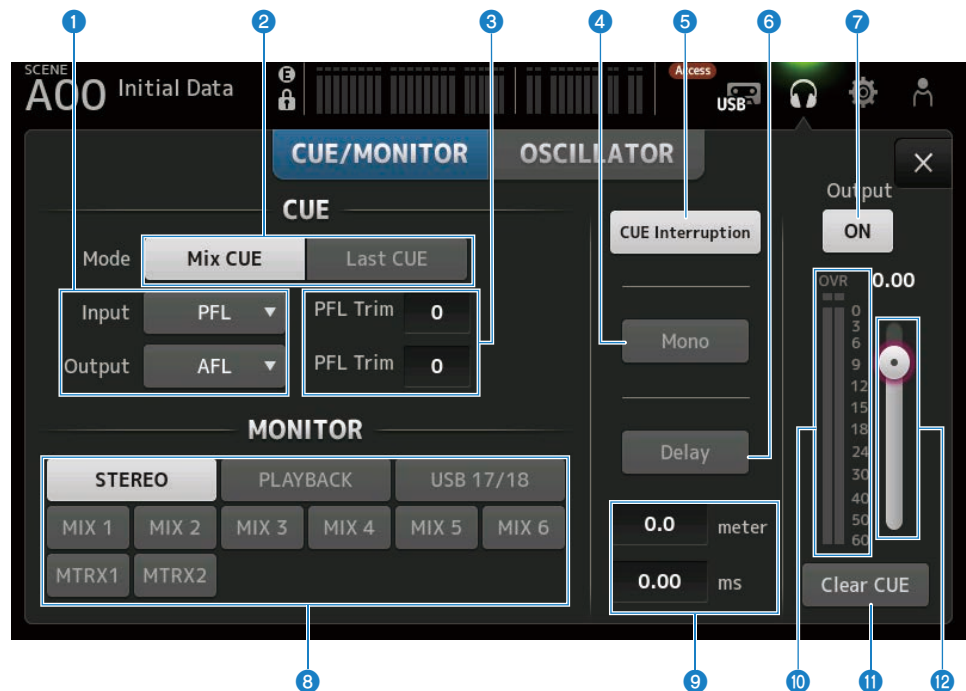 1 2 3 4 5 6 7
SCENE
A00 Initial Data
E
Access
USB
CUE/MONITOR OSCILLATOR
×
CUE
Mode Mix CUE Last CUE
Input PFL ▼ PFL Trim 0
Output AFL ▼ PFL Trim 0
MONITOR
STEREO PLAYBACK USB 17/18
MIX 1 MIX 2 MIX 3 MIX 4 MIX 5 MIX 6
MTRX1 MTRX2
CUE Interruption
Mono
Delay
0.0 meter
0.00 ms
Output
ON
OVR 0.00
0
3
6
9
12
15
18
24
30
40
50
60
Clear CUE
8 9 10 11 12